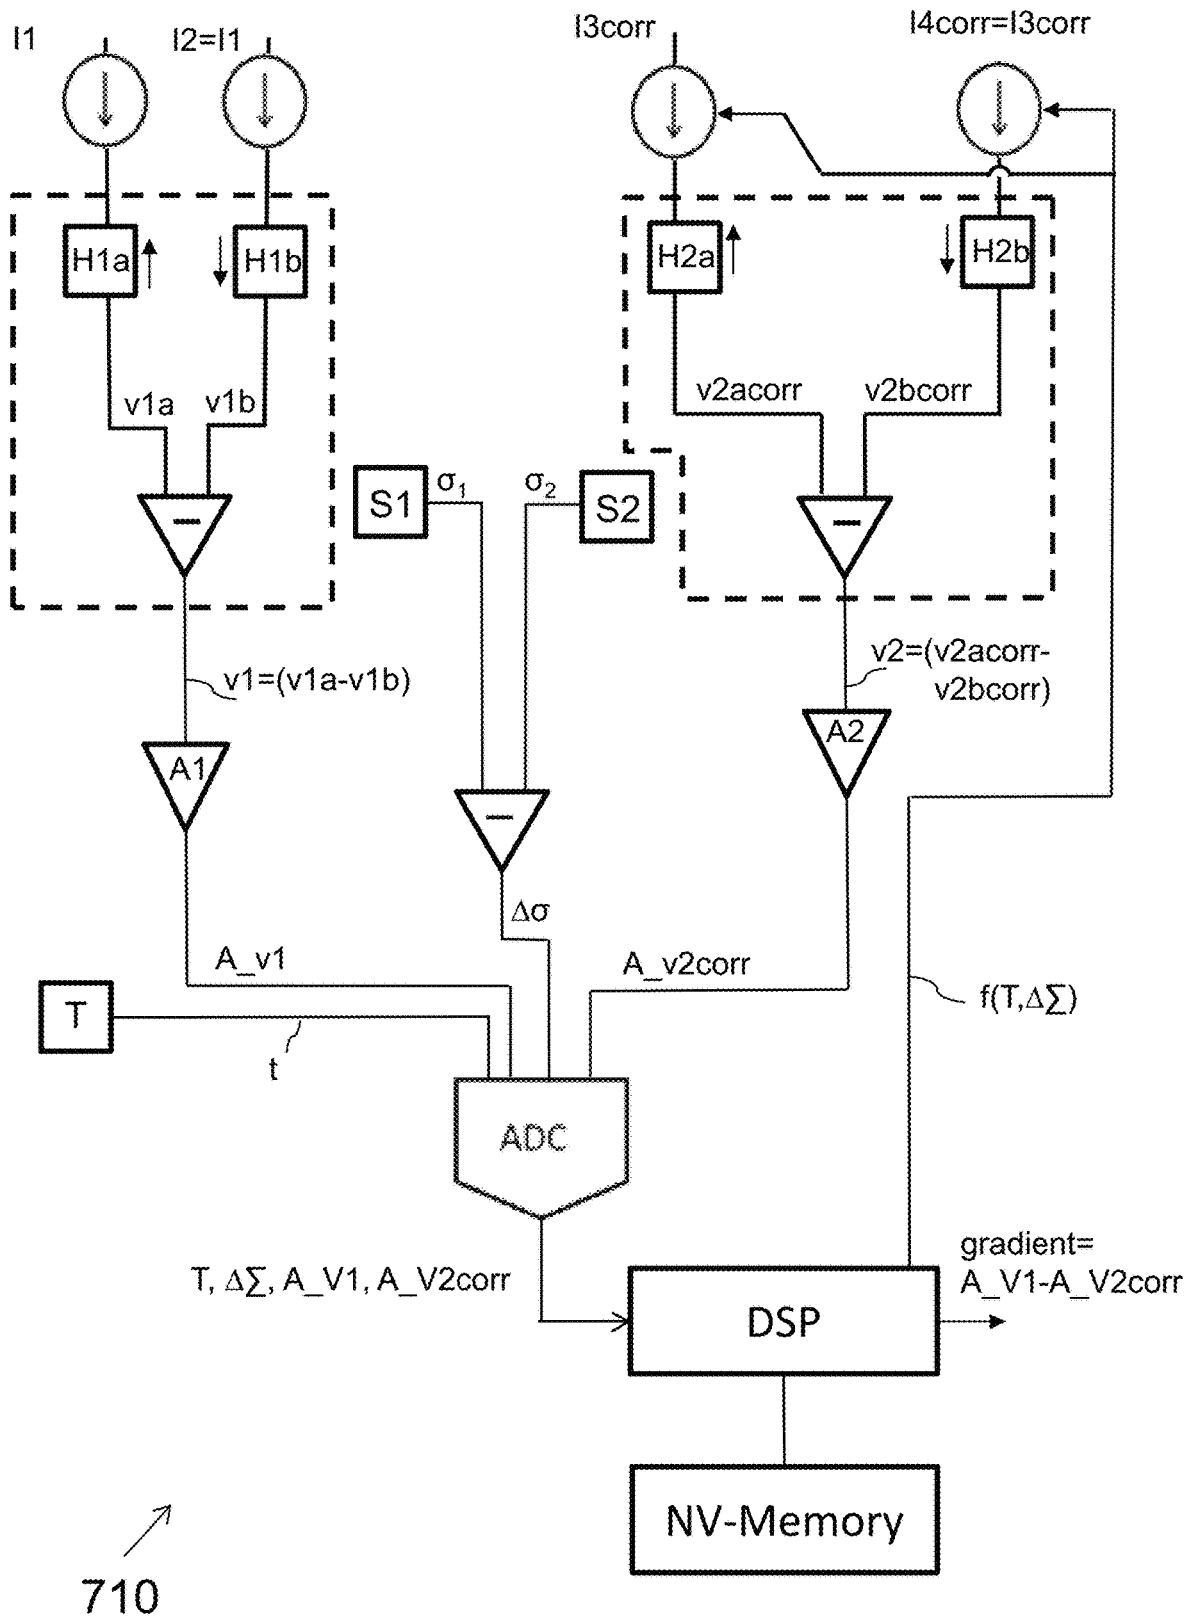 I1
I2=I1
I3corr
I4corr=I3corr
H1a
H1b
H2a
H2b
v1a
v1b
v2acorr
v2bcorr
S1
σ1
σ2
S2
v1=(v1a-v1b)
v2=(v2acorr-
v2bcorr)
A1
A2
Δσ
A_v1
A_v2corr
T
t
f(T,Δ∑)
ADC
T, Δ∑, A_V1, A_V2corr
gradient=
A_V1-A_V2corr
DSP
NV-Memory
710